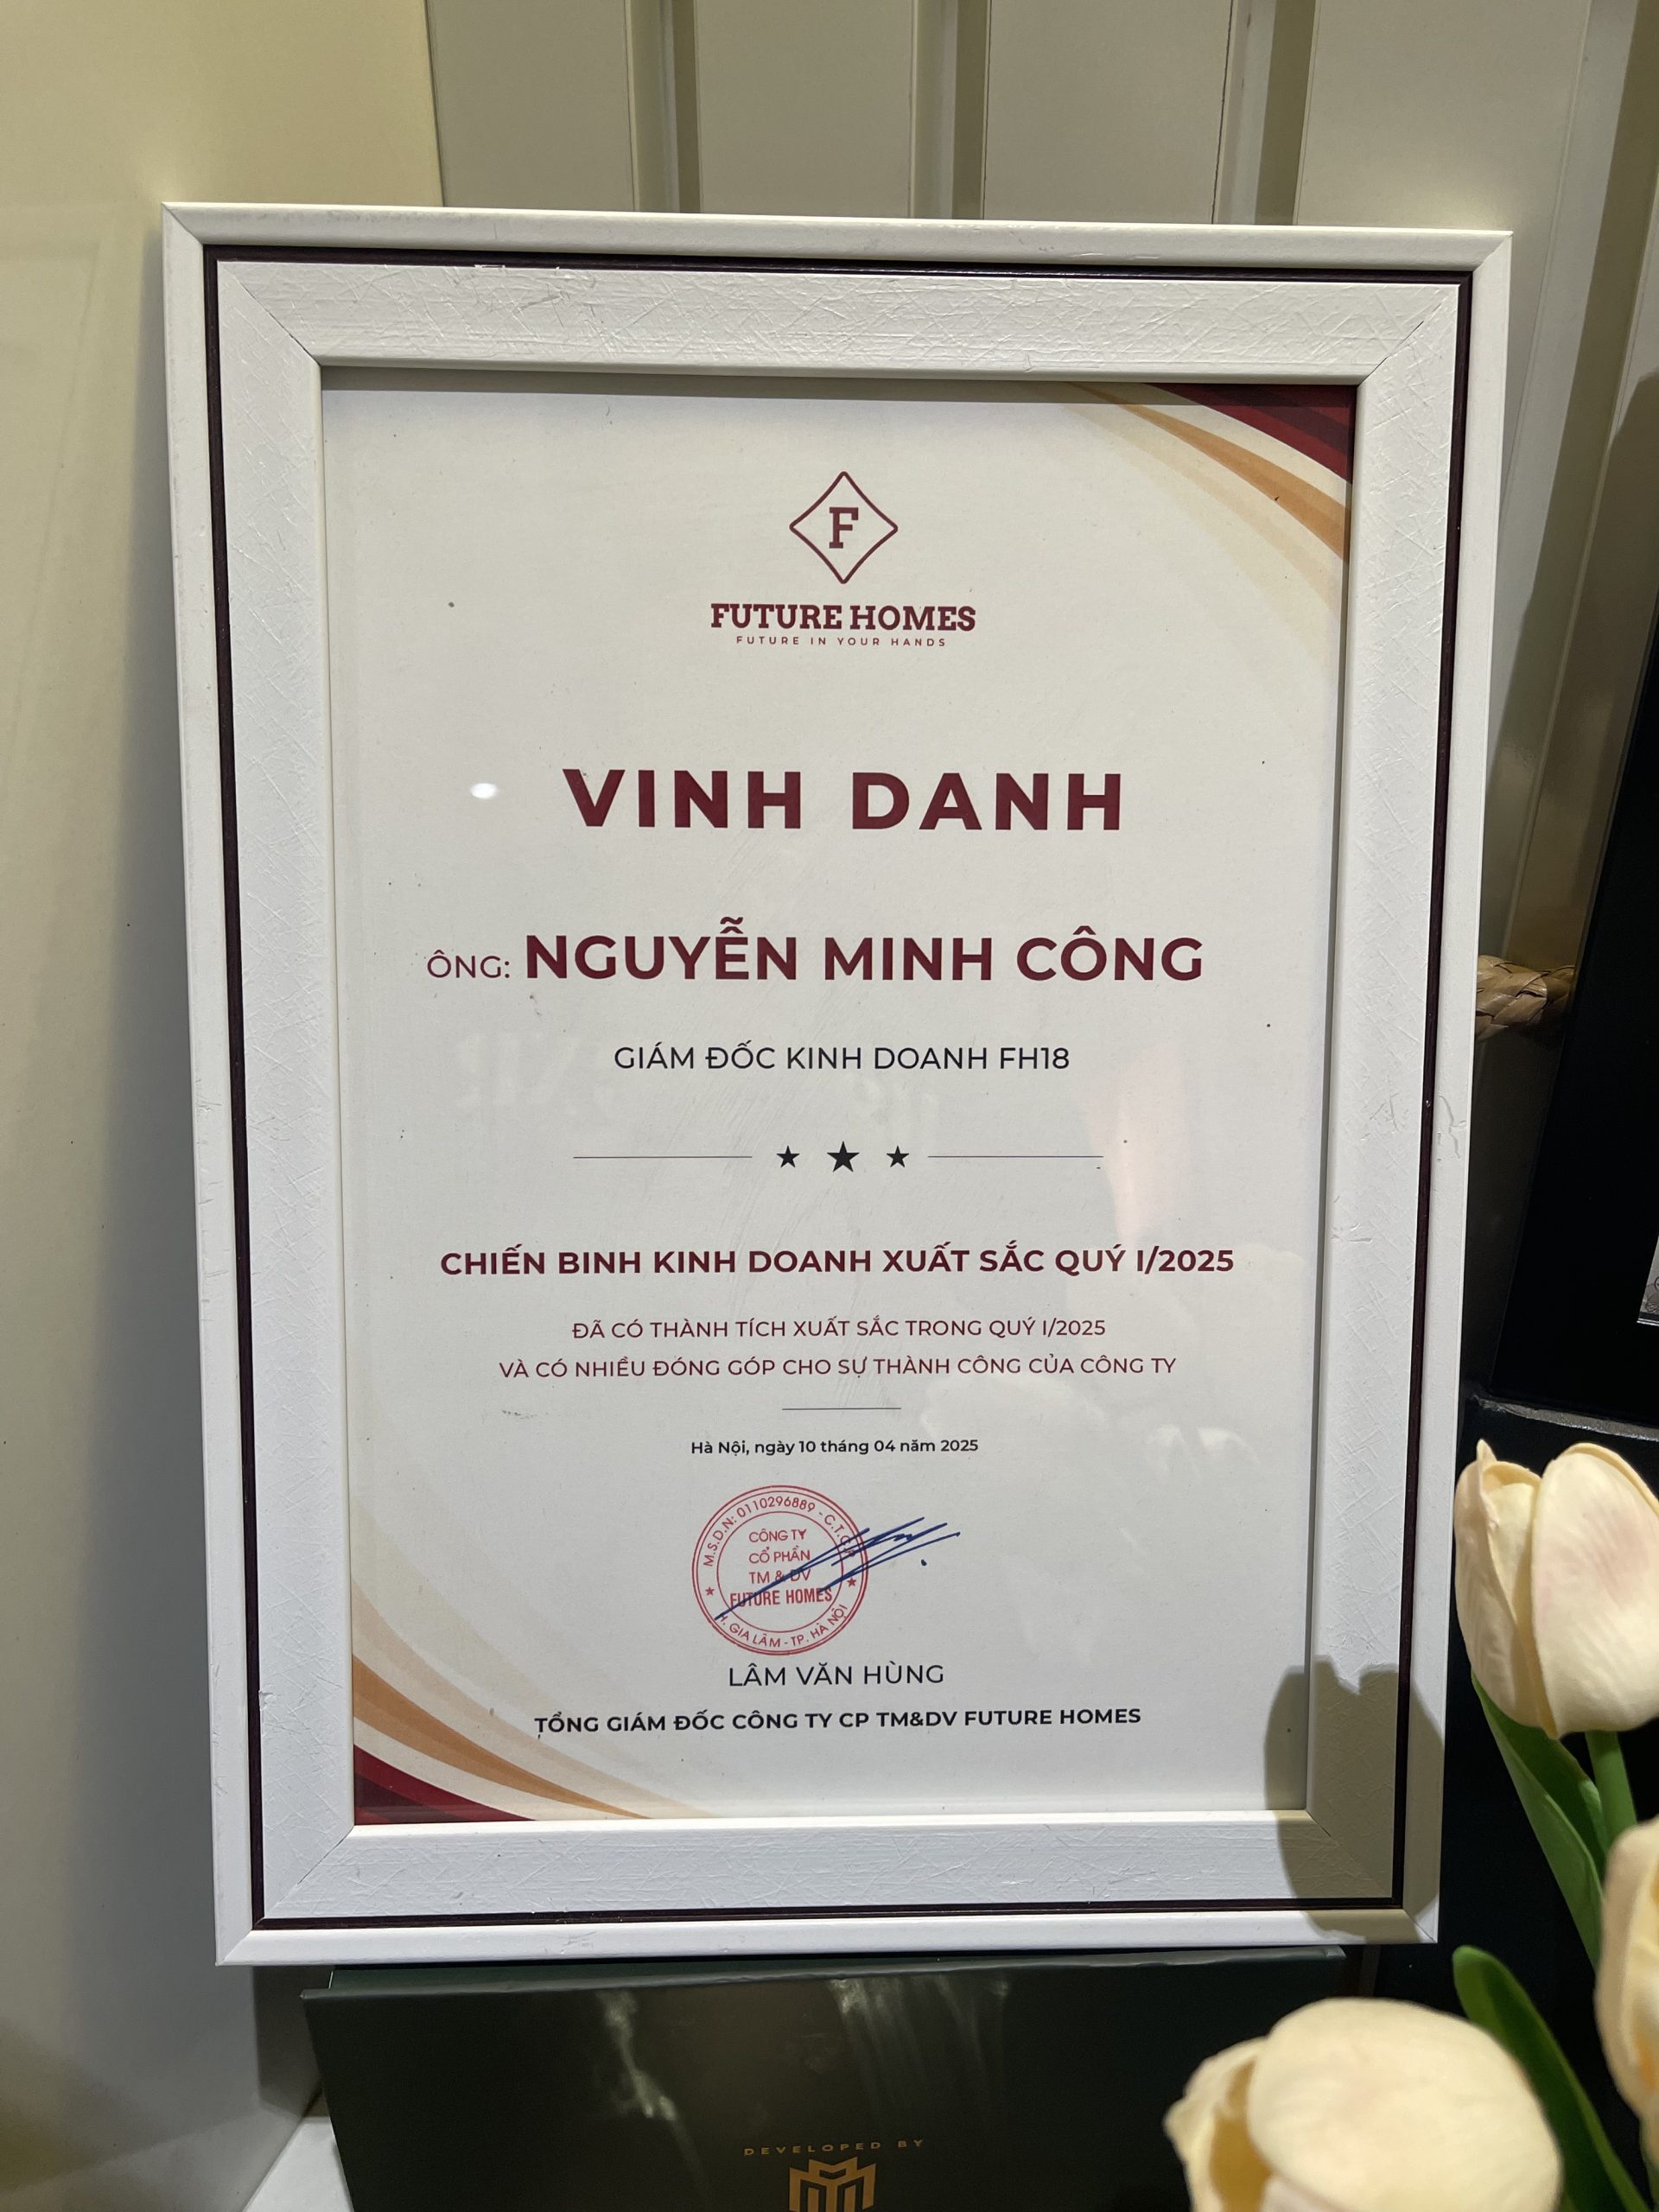 F
FUTURE HOMES
FUTURE IN YOUR HANDS
VINH DANH
ÔNG: NGUYỄN MINH CÔNG
GIÁM ĐỐC KINH DOANH FH18
CHIẾN BINH KINH DOANH XUẤT SẮC QUÝ I/2025
ĐÃ CÓ THÀNH TÍCH XUẤT SẮC TRONG QUÝ I/2025
VÀ CÓ NHIỀU ĐÓNG GÓP CHO SỰ THÀNH CÔNG CỦA CÔNG TY
Hà Nội, ngày 10 tháng 04 năm 2025
M.S.D.N: 0110296889 - C.T.C.P
CÔNG TY
CỔ PHẦN
TM & DV
FUTURE HOMES
H. GIA LÂM - TP. HÀ NỘI
LÂM VĂN HÙNG
TỔNG GIÁM ĐỐC CÔNG TY CP TM&DV FUTURE HOMES
DEVELOPED BY